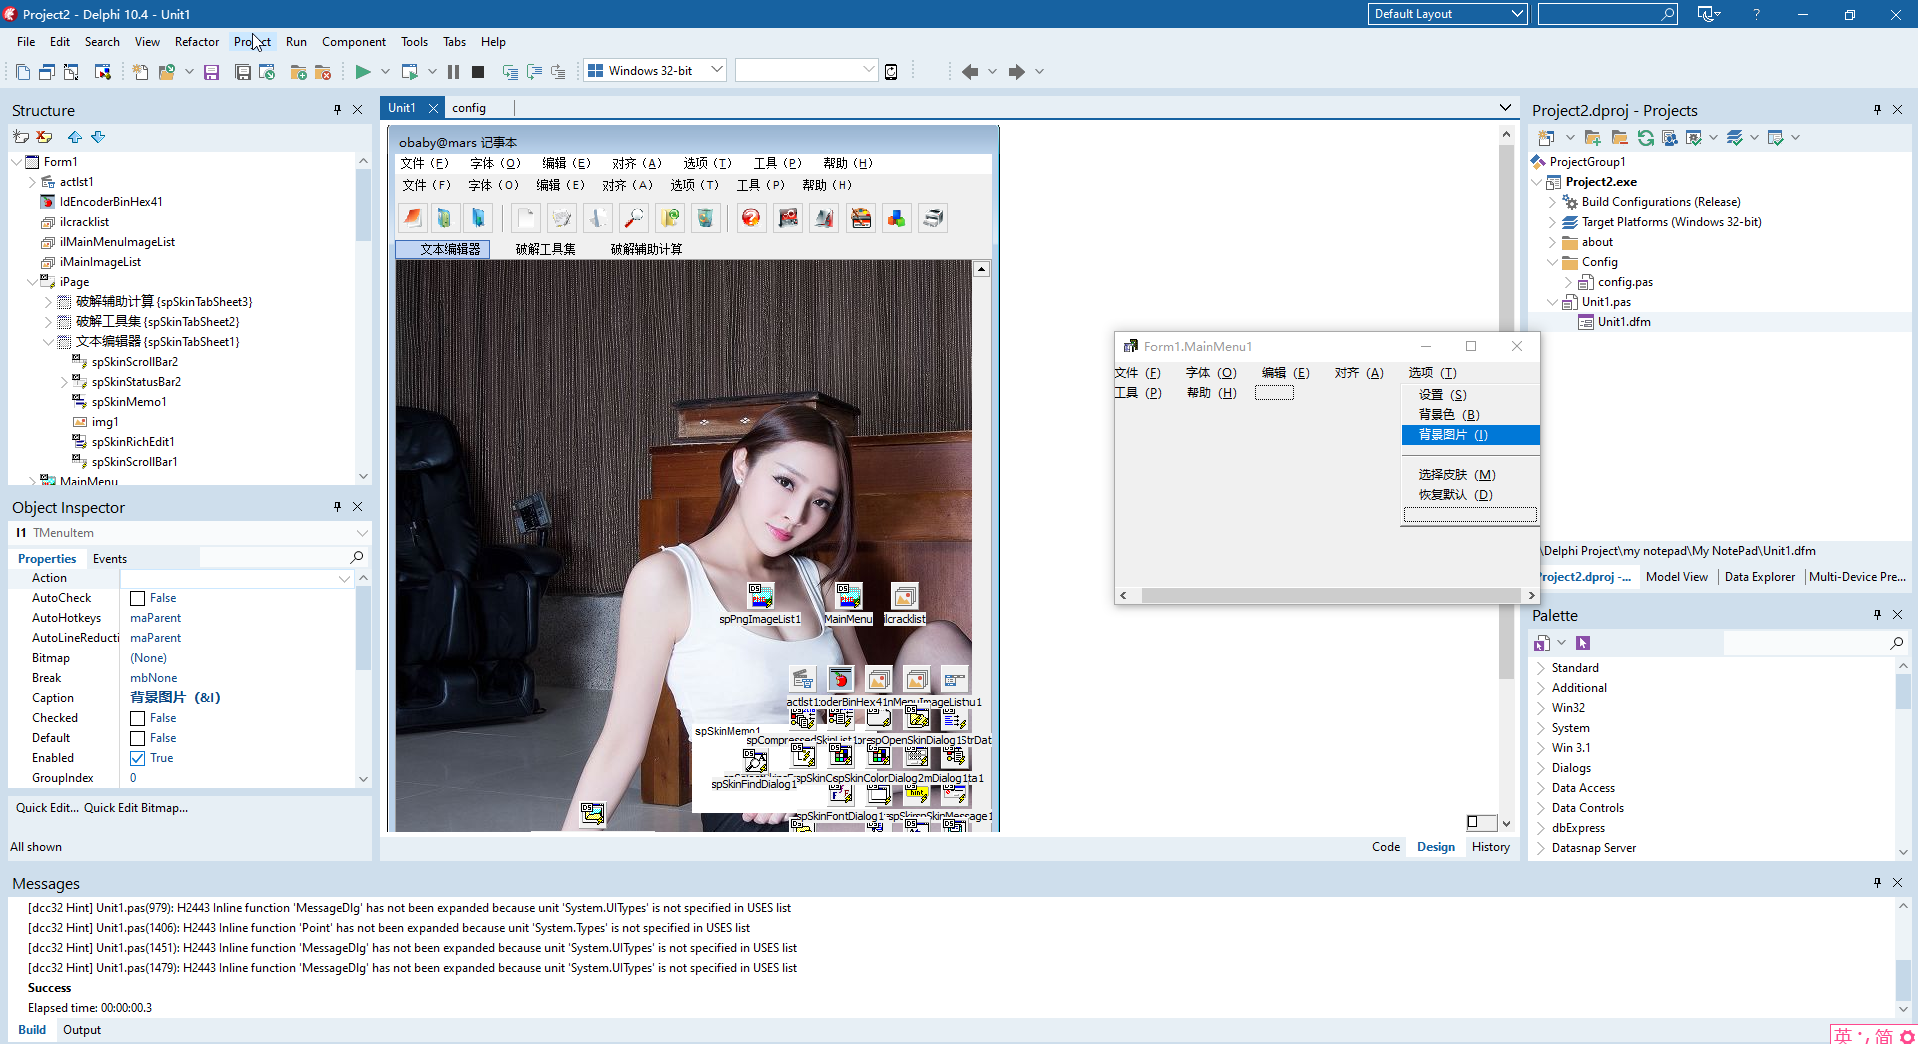 Project2 - Delphi 10.4 - Unit1
Default Layout
?
File Edit Search View Refactor Project Run Component Tools Tabs Help
Windows 32-bit
Structure
Form1
actlst1
IdEncoderBinHex41
ilcracklist
ilMainMenuImageList
iMainImageList
iPage
破解辅助计算{spSkinTabSheet3}
破解工具集{spSkinTabSheet2}
文本编辑器{spSkinTabSheet1}
spSkinScrollBar2
spSkinStatusBar2
spSkinMemo1
img1
spSkinRichEdit1
spSkinScrollBar1
MainMenu
Object Inspector
I1 TMenuItem
Properties Events
Action
AutoCheck False
AutoHotkeys maParent
AutoLineReducti maParent
Bitmap (None)
Break mbNone
Caption 背景图片（&I）
Checked False
Default False
Enabled True
GroupIndex 0
Quick Edit... Quick Edit Bitmap...
All shown
Unit1 config
obaby@mars 记事本
文件（F） 字体（O） 编辑（E） 对齐（A） 选项（T） 工具（P） 帮助（H）
文件（F） 字体（O） 编辑（E） 对齐（A） 选项（T） 工具（P） 帮助（H）
文本编辑器 破解工具集 破解辅助计算
spPngImageList1 MainMenu ilcracklist
spSkinMemo1
spSkinFindDialog1
spSkinFontDialog1
Form1.MainMenu1
文件（F） 字体（O） 编辑（E） 对齐（A） 选项（T）
工具（P） 帮助（H）
设置（S）
背景色（B）
背景图片（I）
选择皮肤（M）
恢复默认（D）
Code Design History
Project2.dproj - Projects
ProjectGroup1
Project2.exe
Build Configurations (Release)
Target Platforms (Windows 32-bit)
about
Config
config.pas
Unit1.pas
Unit1.dfm
\Delphi Project\my notepad\My NotePad\Unit1.dfm
roject2.dproj -... Model View Data Explorer Multi-Device Pre...
Palette
Standard
Additional
Win32
System
Win 3.1
Dialogs
Data Access
Data Controls
dbExpress
Datasnap Server
Messages
[dcc32 Hint] Unit1.pas(979): H2443 Inline function 'MessageDlg' has not been expanded because unit 'System.UITypes' is not specified in USES list
[dcc32 Hint] Unit1.pas(1406): H2443 Inline function 'Point' has not been expanded because unit 'System.Types' is not specified in USES list
[dcc32 Hint] Unit1.pas(1451): H2443 Inline function 'MessageDlg' has not been expanded because unit 'System.UITypes' is not specified in USES list
[dcc32 Hint] Unit1.pas(1479): H2443 Inline function 'MessageDlg' has not been expanded because unit 'System.UITypes' is not specified in USES list
Success
Elapsed time: 00:00:00.3
Build Output
英 简